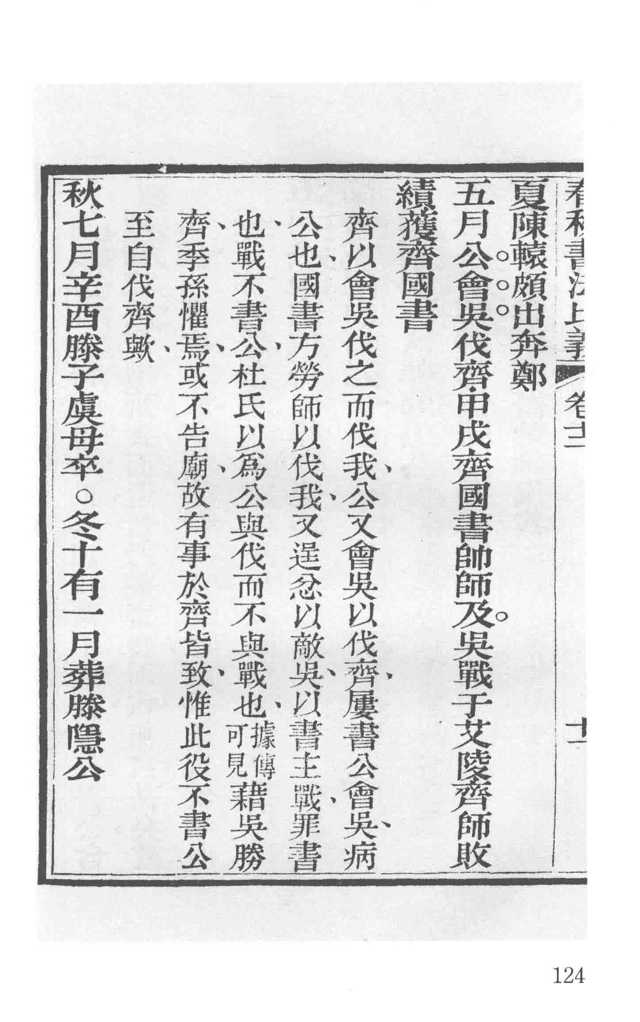 春秋書法比義 卷十二 十一
夏陳轅頗出奔鄭
五月公會吳伐齊甲戌齊國書帥師及吳戰于艾陵齊師敗
績獲齊國書
齊以會吳伐之而伐我公又會吳以伐齊屢書公會吳病
公也國書方勞師以伐我又逞忿以敵吳以書主戰罪書
也戰不書公杜氏以爲公與伐而不與戰也據傳可見藉吳勝
齊季孫懼焉或不告廟故有事於齊皆致惟此役不書公
至自伐齊歟
秋七月辛酉滕子虞母卒○冬十有一月葬滕隱公
124